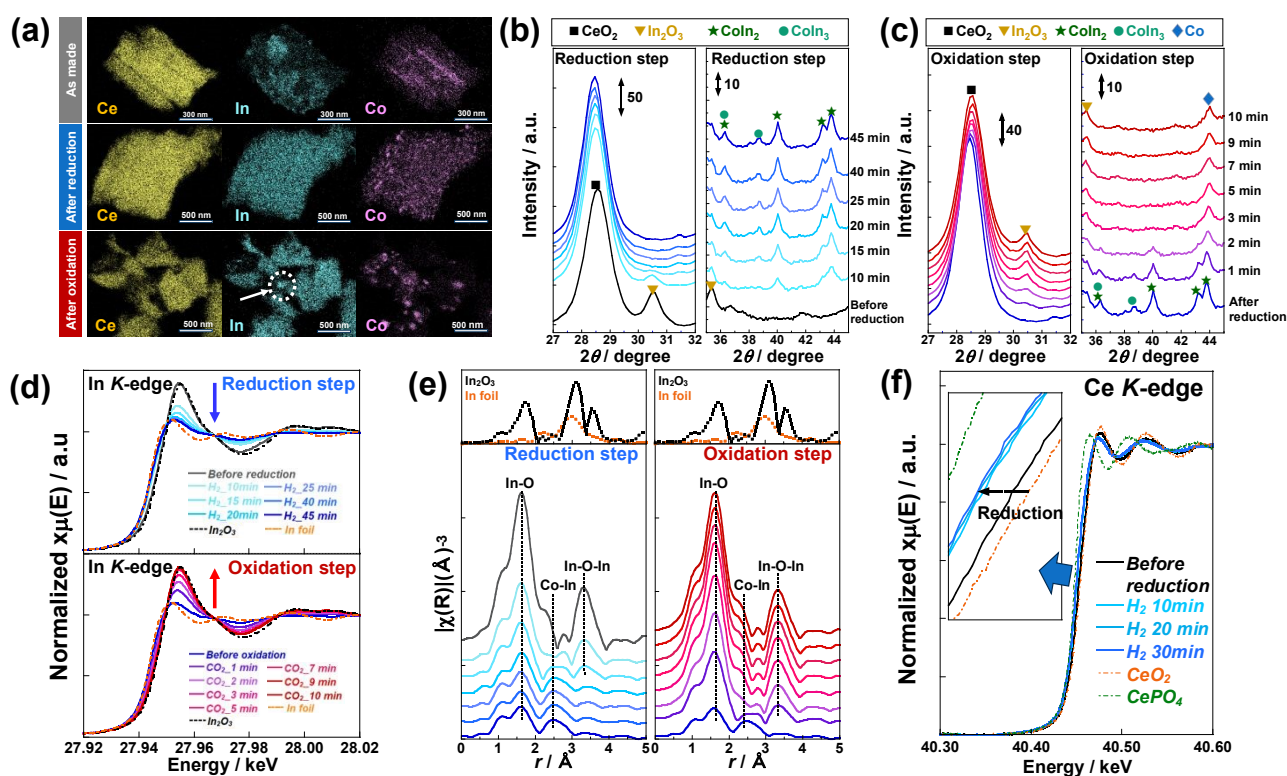 (a)
As made
Ce
300 nm
In
300 nm
Co
300 nm
After reduction
Ce
500 nm
In
500 nm
Co
500 nm
After oxidation
Ce
500 nm
In
500 nm
Co
500 nm
(b)
CeO₂ In₂O₃ CoIn₂ CoIn₃
Intensity / a.u.
Reduction step
50
27 28 29 30 31 32
2θ / degree
Reduction step
10
45 min
40 min
25 min
20 min
15 min
10 min
Before
reduction
36 38 40 42 44
2θ / degree
(c)
CeO₂ In₂O₃ CoIn₂ CoIn₃ Co
Intensity / a.u.
Oxidation step
40
27 28 29 30 31 32
2θ / degree
Oxidation step
10
10 min
9 min
7 min
5 min
3 min
2 min
1 min
After
reduction
36 38 40 42 44
2θ / degree
(d)
Normalized xμ(E) / a.u
In K-edge
Reduction step
Before reduction
H₂_10min H₂_25 min
H₂_15 min H₂_40 min
H₂_20min H₂_45 min
In₂O₃ In foil
In K-edge
Oxidation step
Before oxidation
CO₂_1 min CO₂_7 min
CO₂_2 min CO₂_9 min
CO₂_3 min CO₂_10 min
CO₂_5 min In foil
In₂O₃
27.92 27.94 27.96 27.98 28.00 28.02
Energy / keV
(e)
|χ(R)|(Å)⁻³
In₂O₃
In foil
Reduction step
In-O
Co-In
In-O-In
0 1 2 3 4 5
r / Å
In₂O₃
In foil
Oxidation step
In-O
Co-In
In-O-In
0 1 2 3 4 5
r / Å
(f)
Normalized xμ(E) / a.u.
Ce K-edge
Reduction
Before
reduction
H₂ 10min
H₂ 20 min
H₂ 30min
CeO₂
CePO₄
40.30 40.40 40.50 40.60
Energy / keV